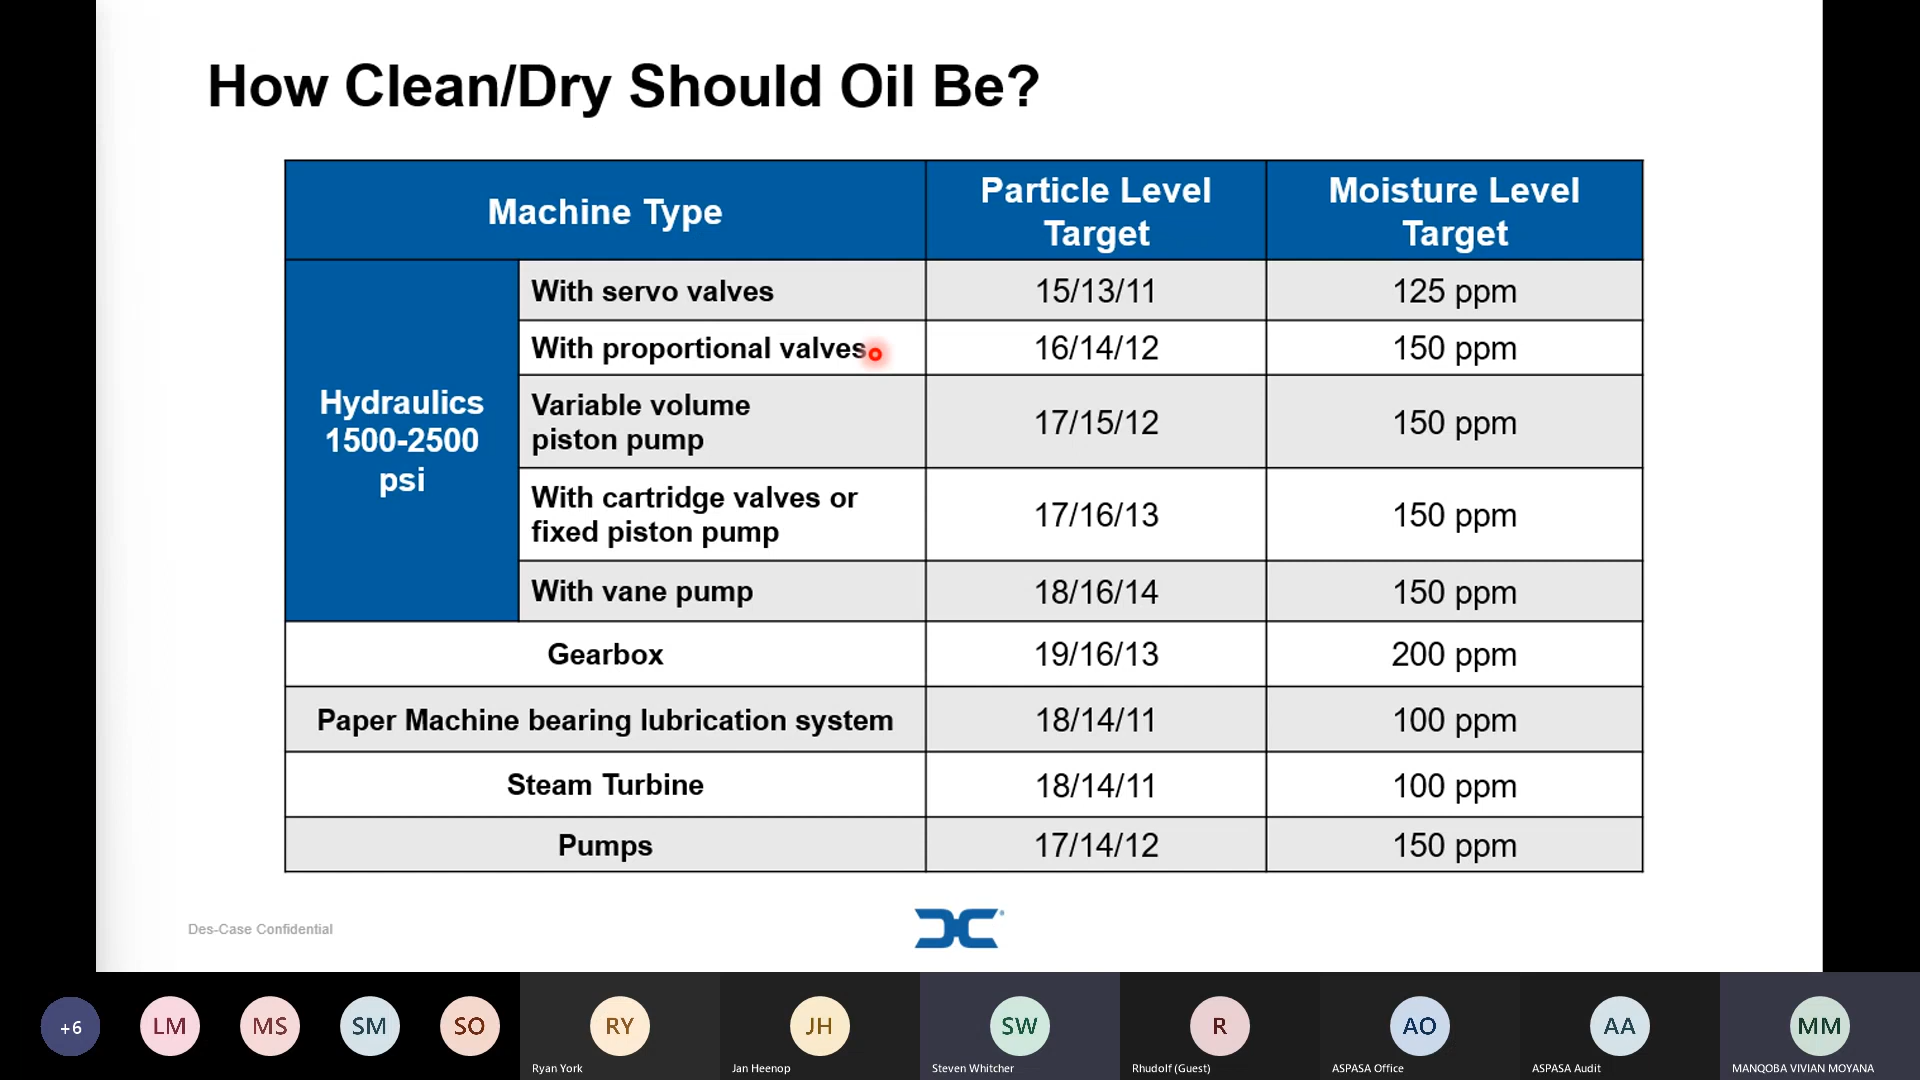 How Clean/Dry Should Oil Be?
Machine Type
Particle Level
Target
Moisture Level
Target
Hydraulics
1500-2500
psi
With servo valves
15/13/11
125 ppm
With proportional valves
16/14/12
150 ppm
Variable volume
piston pump
17/15/12
150 ppm
With cartridge valves or
fixed piston pump
17/16/13
150 ppm
With vane pump
18/16/14
150 ppm
Gearbox
19/16/13
200 ppm
Paper Machine bearing lubrication system
18/14/11
100 ppm
Steam Turbine
18/14/11
100 ppm
Pumps
17/14/12
150 ppm
Des-Case Confidential
+6
LM
MS
SM
SO
RY
Ryan York
JH
Jan Heenop
SW
Steven Whitcher
R
Rhudolf (Guest)
AO
ASPASA Office
AA
ASPASA Audit
MM
MANQOBA VIVIAN MOYANA